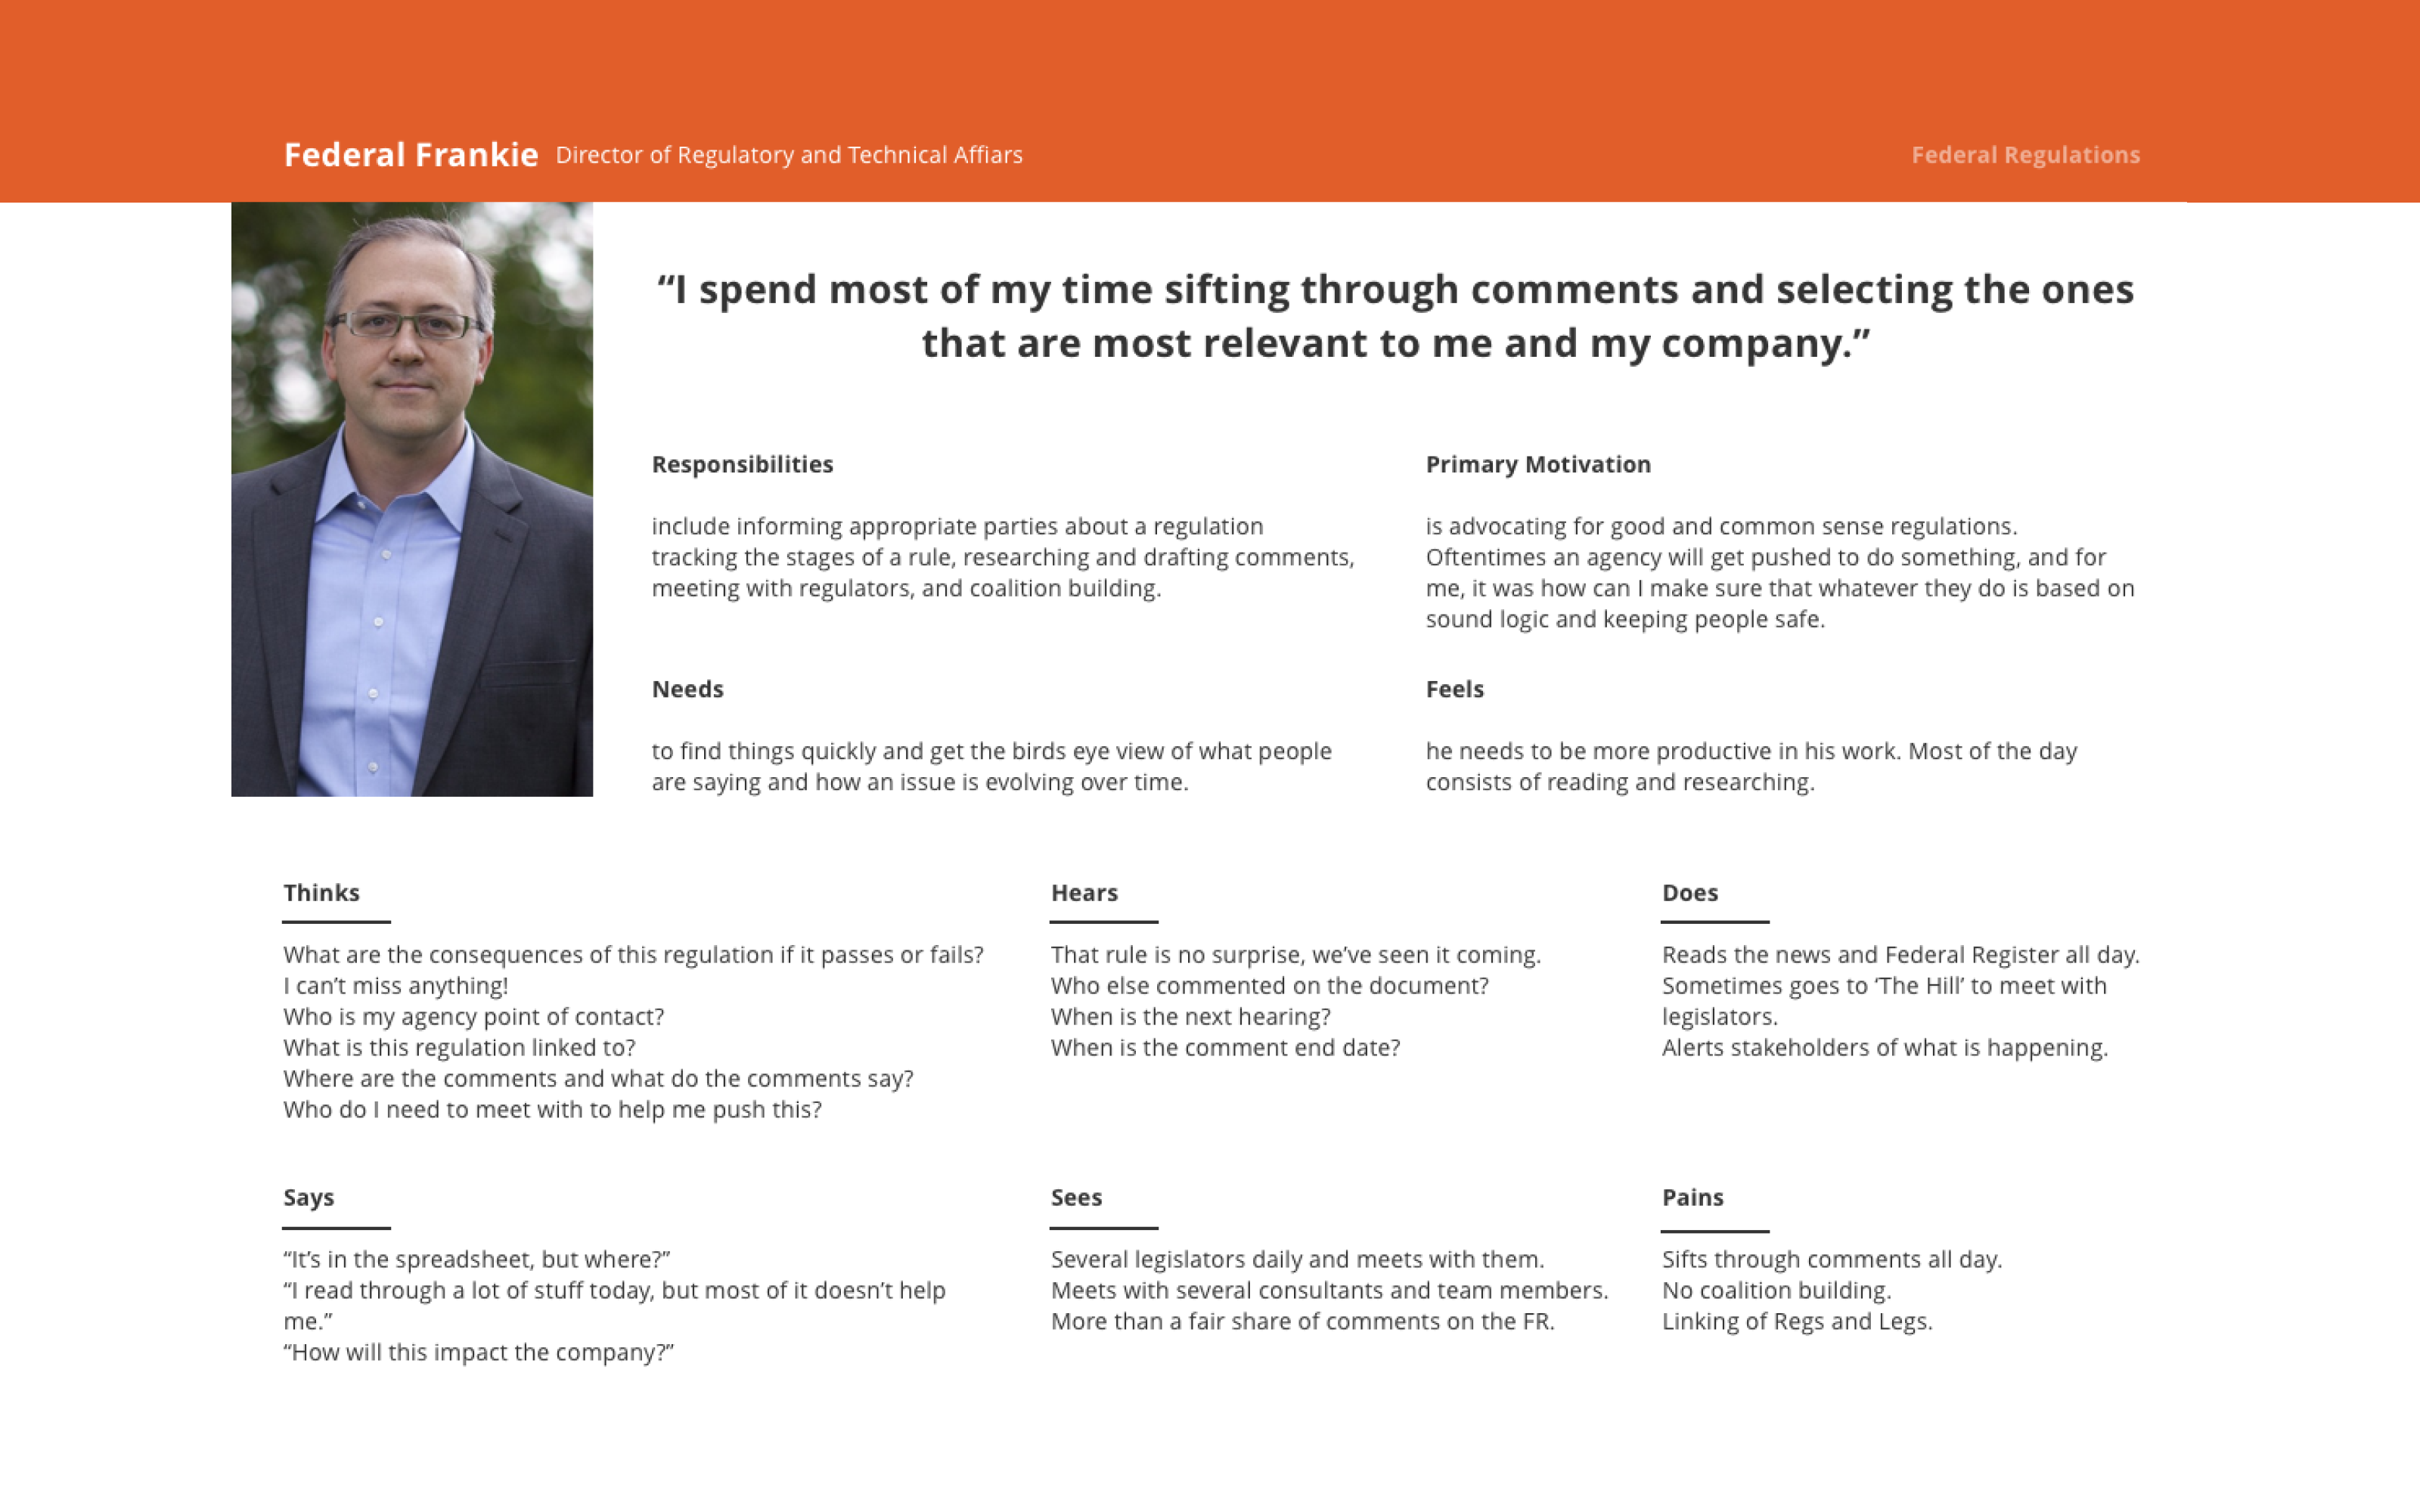 Federal Frankie Director of Regulatory and Technical Affiars
Federal Regulations
“I spend most of my time sifting through comments and selecting the ones
that are most relevant to me and my company.”
Responsibilities
include informing appropriate parties about a regulation
tracking the stages of a rule, researching and drafting comments,
meeting with regulators, and coalition building.
Primary Motivation
is advocating for good and common sense regulations.
Oftentimes an agency will get pushed to do something, and for
me, it was how can I make sure that whatever they do is based on
sound logic and keeping people safe.
Needs
to find things quickly and get the birds eye view of what people
are saying and how an issue is evolving over time.
Feels
he needs to be more productive in his work. Most of the day
consists of reading and researching.
Thinks
What are the consequences of this regulation if it passes or fails?
I can’t miss anything!
Who is my agency point of contact?
What is this regulation linked to?
Where are the comments and what do the comments say?
Who do I need to meet with to help me push this?
Hears
That rule is no surprise, we’ve seen it coming.
Who else commented on the document?
When is the next hearing?
When is the comment end date?
Does
Reads the news and Federal Register all day.
Sometimes goes to ‘The Hill’ to meet with
legislators.
Alerts stakeholders of what is happening.
Says
“It’s in the spreadsheet, but where?”
“I read through a lot of stuff today, but most of it doesn’t help
me.”
“How will this impact the company?”
Sees
Several legislators daily and meets with them.
Meets with several consultants and team members.
More than a fair share of comments on the FR.
Pains
Sifts through comments all day.
No coalition building.
Linking of Regs and Legs.